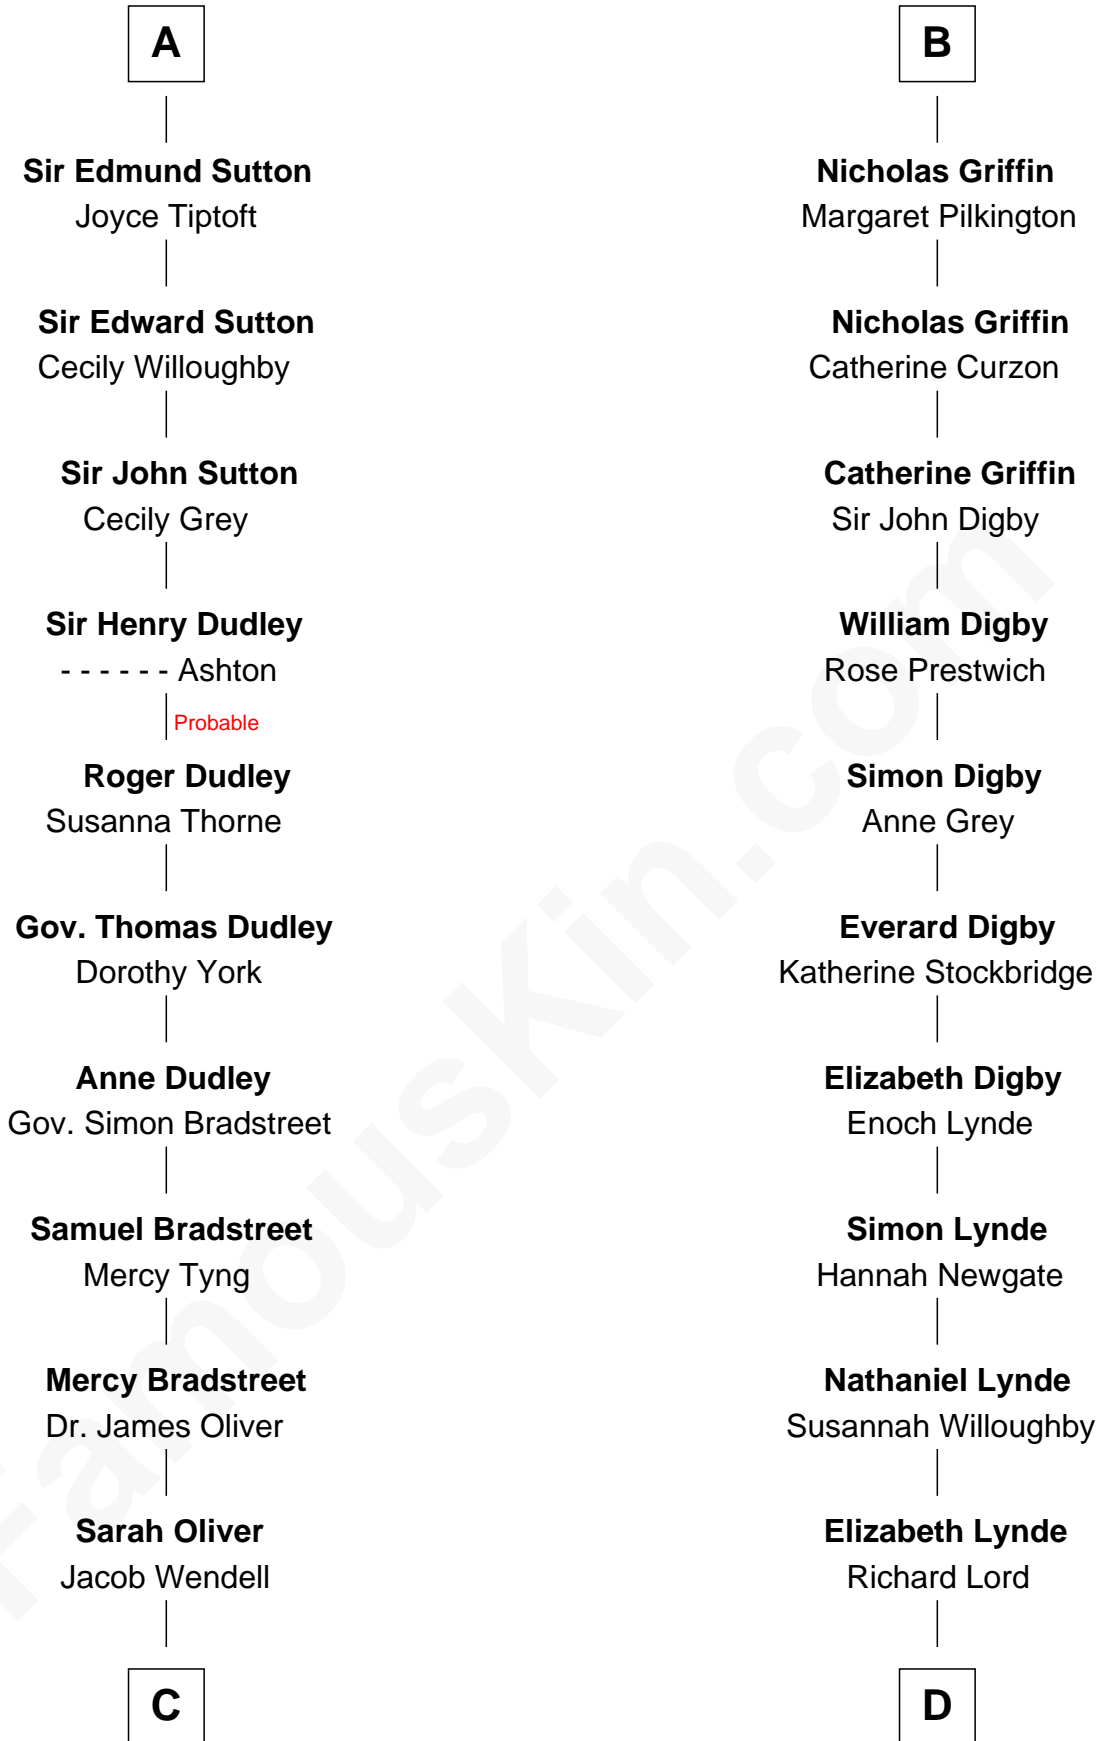 A
Sir Edmund Sutton
Joyce Tiptoft
Sir Edward Sutton
Cecily Willoughby
Sir John Sutton
Cecily Grey
Sir Henry Dudley
- - - - - - Ashton
Probable
Roger Dudley
Susanna Thorne
Gov. Thomas Dudley
Dorothy York
Anne Dudley
Gov. Simon Bradstreet
Samuel Bradstreet
Mercy Tyng
Mercy Bradstreet
Dr. James Oliver
Sarah Oliver
Jacob Wendell
C
B
Nicholas Griffin
Margaret Pilkington
Nicholas Griffin
Catherine Curzon
Catherine Griffin
Sir John Digby
William Digby
Rose Prestwich
Simon Digby
Anne Grey
Everard Digby
Katherine Stockbridge
Elizabeth Digby
Enoch Lynde
Simon Lynde
Hannah Newgate
Nathaniel Lynde
Susannah Willoughby
Elizabeth Lynde
Richard Lord
D
FamousKin.com